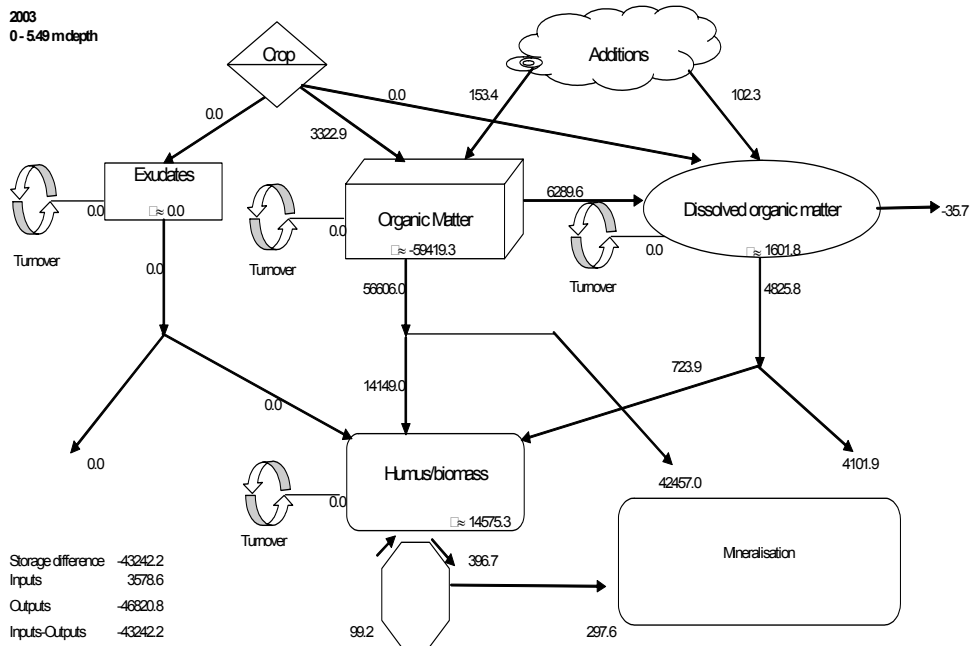 2003
0 - 5.49 m depth
Crop
Additions
0.0
153.4
102.3
0.0
3322.9
Exudates
≈ 0.0
0.0
Turnover
Organic Matter
≈ -59419.3
0.0
Turnover
6289.6
Dissolved organic matter
≈ 1601.8
0.0
Turnover
-35.7
0.0
56606.0
4825.8
14149.0
723.9
0.0
0.0
42457.0
4101.9
Humus/biomass
≈ 14575.3
0.0
Turnover
Mineralisation
396.7
99.2
297.6
Storage difference -43242.2
Inputs 3578.6
Outputs -46820.8
Inputs-Outputs -43242.2